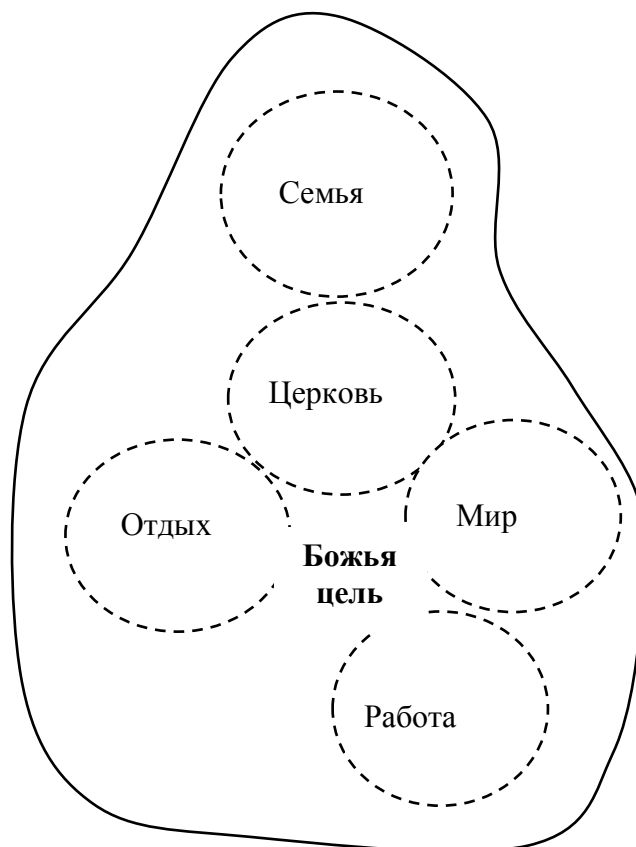 Семья
Церковь
Отдых
Мир
Божья
цель
Работа